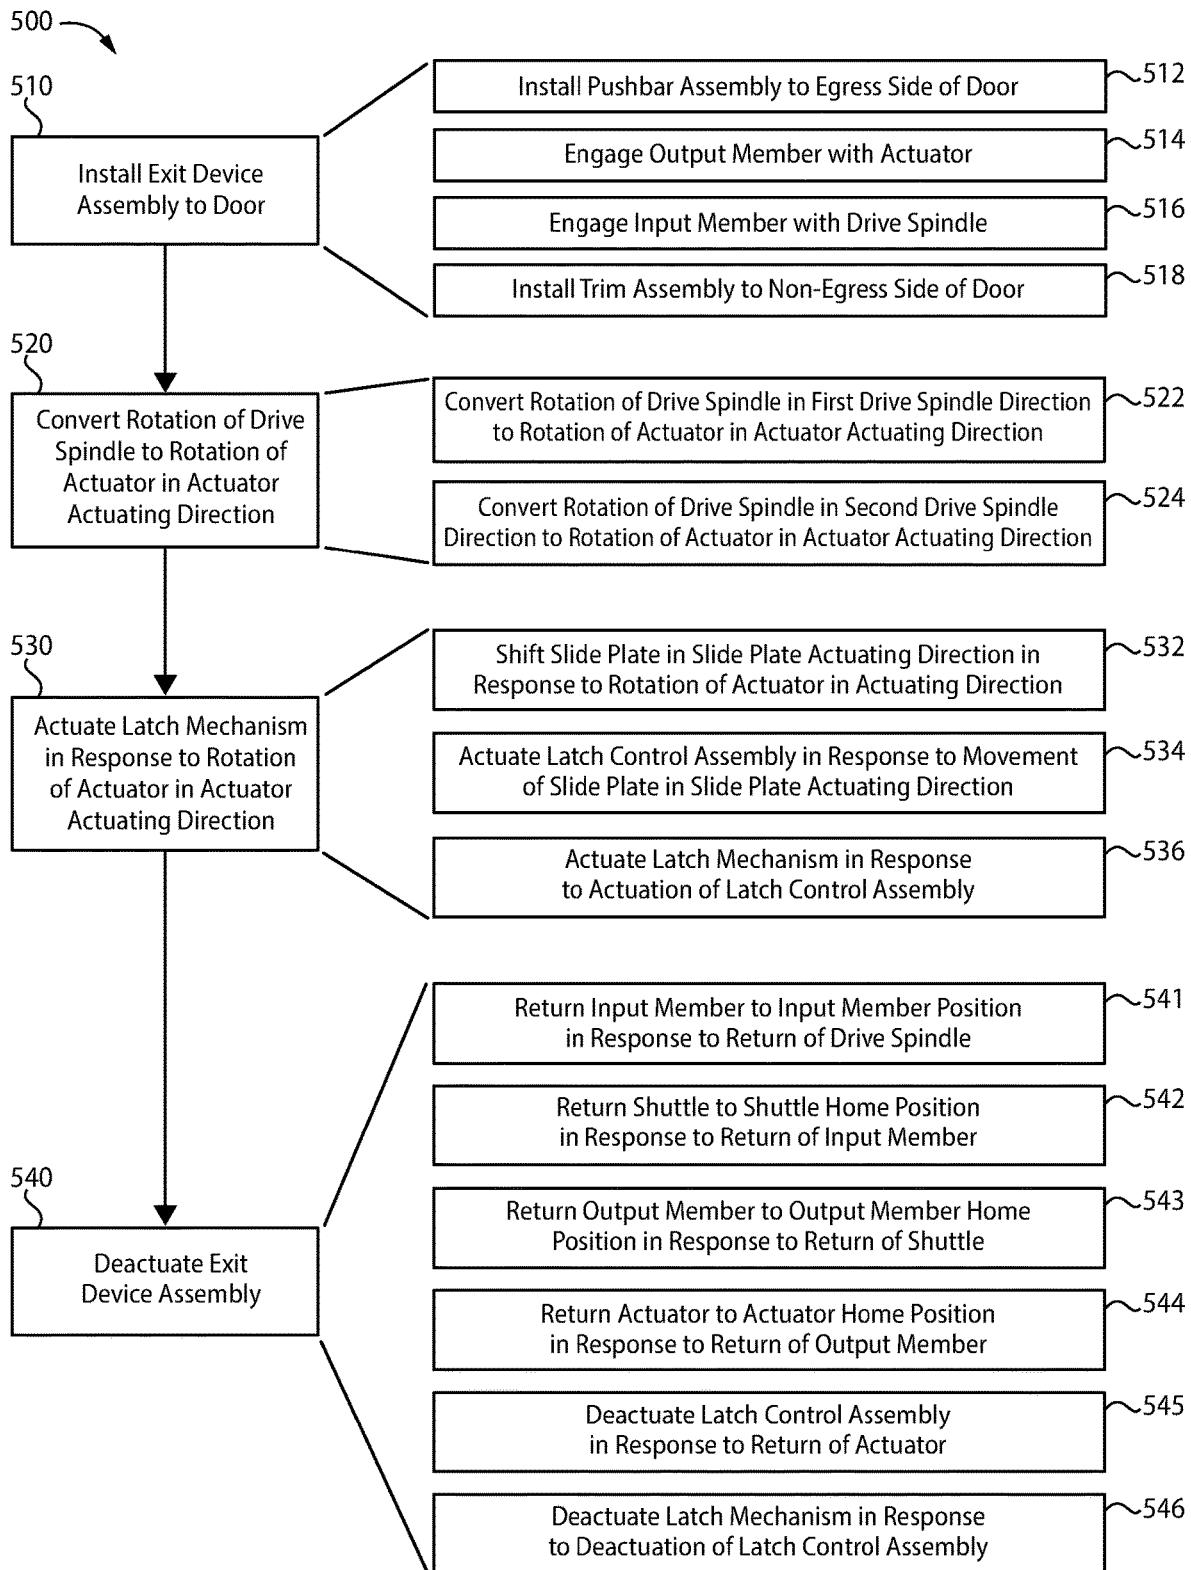 500
510
Install Exit Device
Assembly to Door
Install Pushbar Assembly to Egress Side of Door
512
Engage Output Member with Actuator
514
Engage Input Member with Drive Spindle
516
Install Trim Assembly to Non-Egress Side of Door
518
520
Convert Rotation of Drive
Spindle to Rotation of
Actuator in Actuator
Actuating Direction
Convert Rotation of Drive Spindle in First Drive Spindle Direction
to Rotation of Actuator in Actuator Actuating Direction
522
Convert Rotation of Drive Spindle in Second Drive Spindle
Direction to Rotation of Actuator in Actuator Actuating Direction
524
530
Actuate Latch Mechanism
in Response to Rotation
of Actuator in Actuator
Actuating Direction
Shift Slide Plate in Slide Plate Actuating Direction in
Response to Rotation of Actuator in Actuating Direction
532
Actuate Latch Control Assembly in Response to Movement
of Slide Plate in Slide Plate Actuating Direction
534
Actuate Latch Mechanism in Response
to Actuation of Latch Control Assembly
536
540
Deactuate Exit
Device Assembly
Return Input Member to Input Member Position
in Response to Return of Drive Spindle
541
Return Shuttle to Shuttle Home Position
in Response to Return of Input Member
542
Return Output Member to Output Member Home
Position in Response to Return of Shuttle
543
Return Actuator to Actuator Home Position
in Response to Return of Output Member
544
Deactuate Latch Control Assembly
in Response to Return of Actuator
545
Deactuate Latch Mechanism in Response
to Deactuation of Latch Control Assembly
546